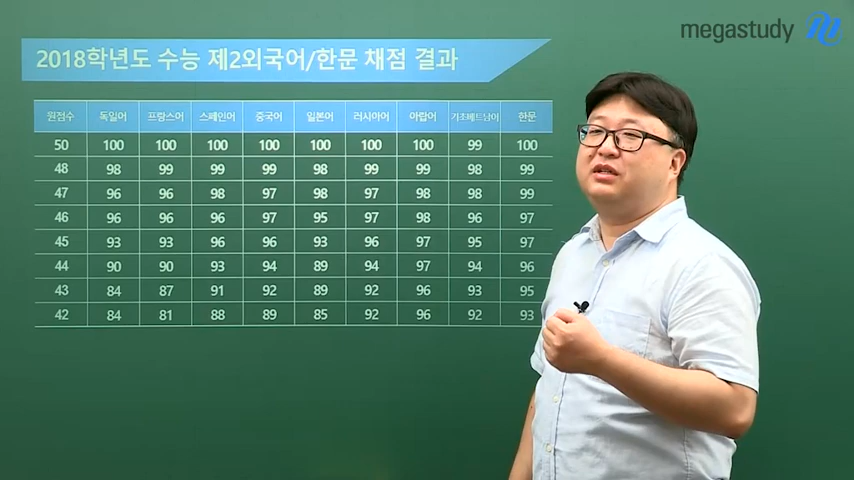 megastudy
2018학년도 수능 제2외국어/한문 채점 결과
원점수 독일어 프랑스어 스페인어 중국어 일본어 러시아어 아랍어 기초베트남어 한문
50 100 100 100 100 100 100 100 99 100
48 98 99 99 99 98 99 99 98 99
47 96 96 98 97 98 97 98 98 99
46 96 96 96 97 95 97 98 96 97
45 93 93 96 96 93 96 97 95 97
44 90 90 93 94 89 94 97 94 96
43 84 87 91 92 89 92 96 93 95
42 84 81 88 89 85 92 96 92 93